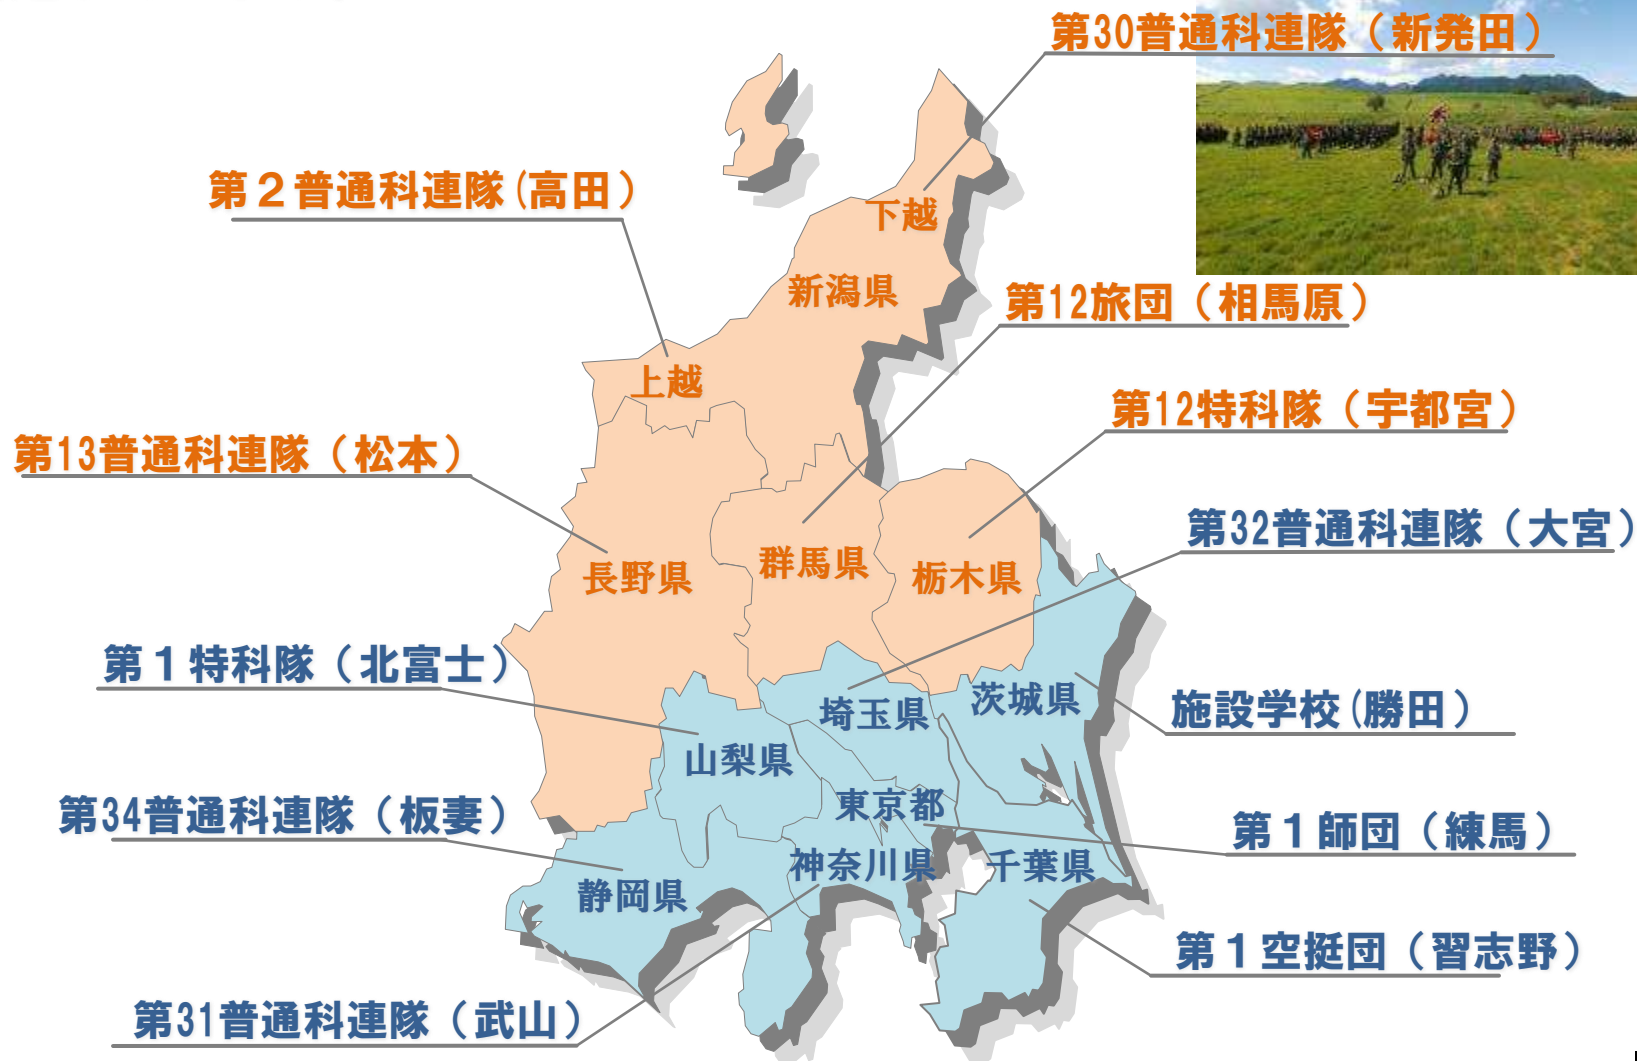 第30普通科連隊（新発田）
第２普通科連隊(高田）
下越
新潟県
第12旅団（相馬原）
上越
第12特科隊（宇都宮）
第13普通科連隊（松本）
第32普通科連隊（大宮）
群馬県
長野県
栃木県
第１特科隊（北富士）
茨城県
施設学校(勝田）
埼玉県
山梨県
東京都
第34普通科連隊（板妻）
第１師団（練馬）
神奈川県
千葉県
静岡県
第１空挺団（習志野）
第31普通科連隊（武山）